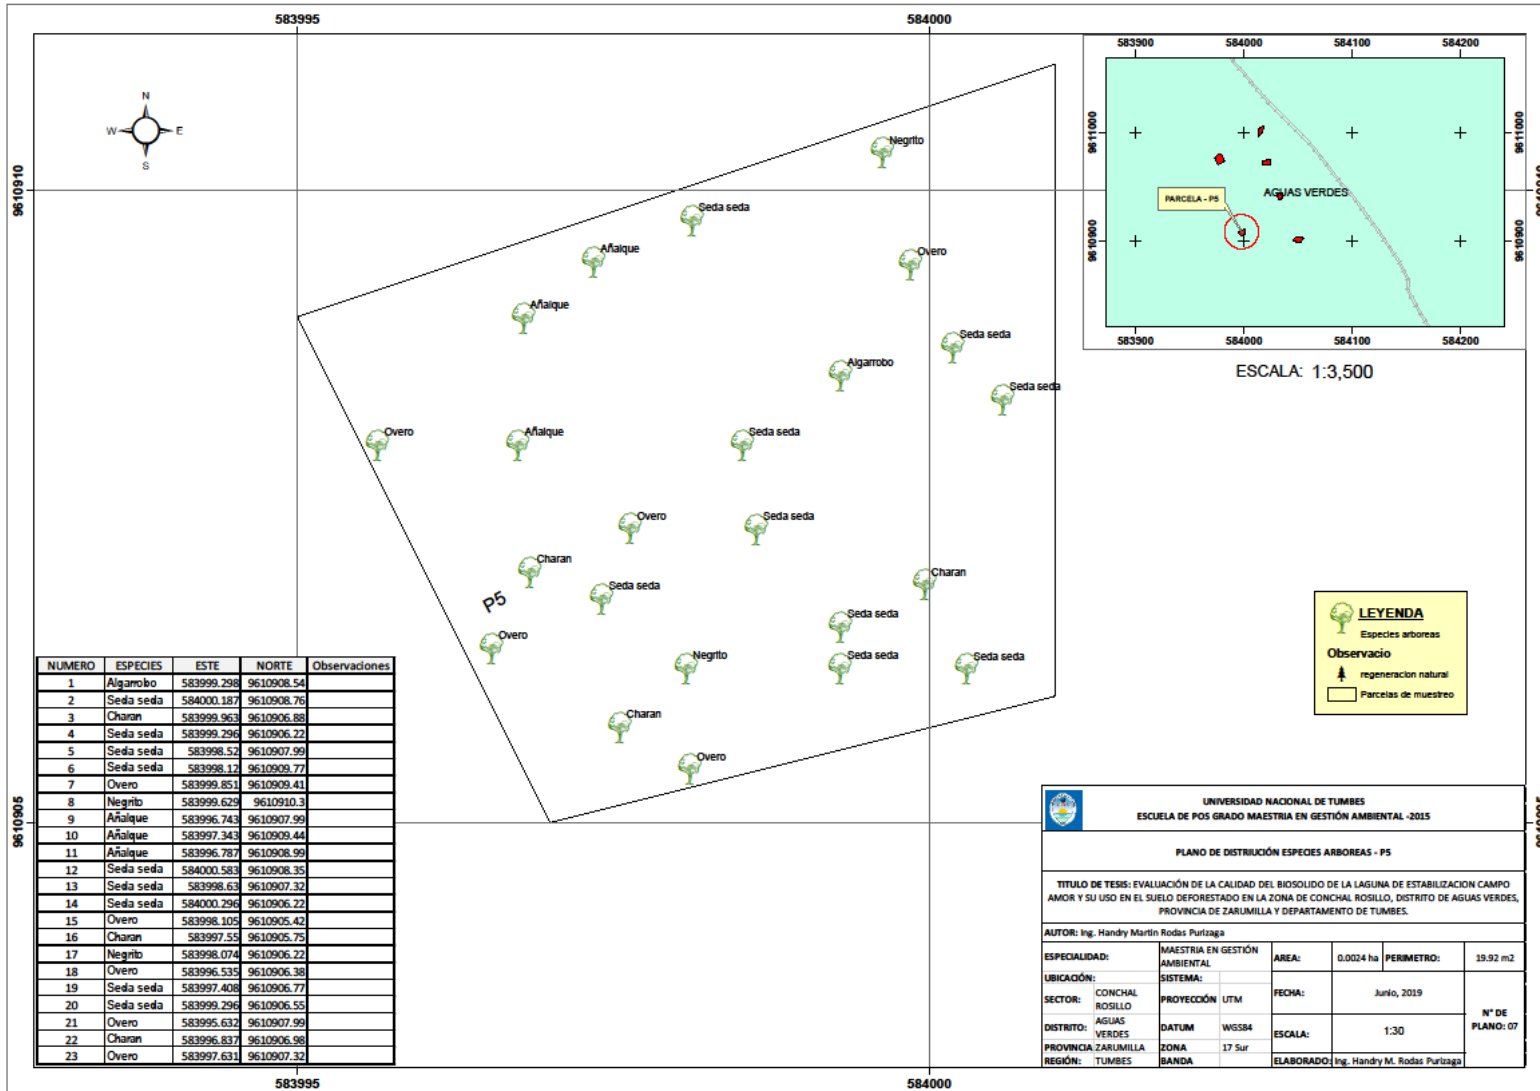 583995
584000
N
W
E
S
9610910
9610905
Negrito
Seda seda
Añalque
Overo
Añalque
Seda seda
Algarrobo
Seda seda
Overo
Añalque
Seda seda
Overo
Seda seda
Charan
Charan
Seda seda
P5
Seda seda
Overo
Negrito
Seda seda
Seda seda
Charan
Overo
583900
584000
584100
584200
9611000
9611000
AGUAS VERDES
PARCELA - P5
9610900
9610900
583900
584000
584100
584200
ESCALA: 1:3,500
LEYENDA
Especies arboreas
Observacio
regeneracion natural
Parcelas de muestreo
NUMERO ESPECIES ESTE NORTE Observaciones
1 Algarrobo 583999.298 9610908.54
2 Seda seda 584000.187 9610908.76
3 Charan 583999.963 9610906.88
4 Seda seda 583999.296 9610906.22
5 Seda seda 583998.52 9610907.99
6 Seda seda 583998.12 9610909.77
7 Overo 583999.851 9610909.41
8 Negrito 583999.629 9610910.3
9 Añalque 583996.743 9610907.99
10 Añalque 583997.343 9610909.44
11 Añalque 583996.787 9610908.99
12 Seda seda 584000.583 9610908.35
13 Seda seda 583998.63 9610907.32
14 Seda seda 584000.296 9610906.22
15 Overo 583998.105 9610905.42
16 Charan 583997.55 9610905.75
17 Negrito 583998.074 9610906.22
18 Overo 583996.535 9610906.38
19 Seda seda 583997.408 9610906.77
20 Seda seda 583999.296 9610906.55
21 Overo 583995.632 9610907.99
22 Charan 583996.837 9610906.98
23 Overo 583997.631 9610907.32
UNIVERSIDAD NACIONAL DE TUMBES
ESCUELA DE POS GRADO MAESTRIA EN GESTIÓN AMBIENTAL -2015
PLANO DE DISTRIUCIÓN ESPECIES ARBOREAS - P5
TITULO DE TESIS: EVALUACIÓN DE LA CALIDAD DEL BIOSOLIDO DE LA LAGUNA DE ESTABILIZACION CAMPO
AMOR Y SU USO EN EL SUELO DEFORESTADO EN LA ZONA DE CONCHAL ROSILLO, DISTRITO DE AGUAS VERDES,
PROVINCIA DE ZARUMILLA Y DEPARTAMENTO DE TUMBES.
AUTOR: Ing. Handry Martin Rodas Purizaga
ESPECIALIDAD: MAESTRIA EN GESTIÓN AMBIENTAL AREA: 0.0024 ha PERIMETRO: 19.92 m2
UBICACIÓN: SISTEMA:
SECTOR: CONCHAL ROSILLO PROYECCIÓN UTM FECHA: Junio, 2019
DISTRITO: AGUAS VERDES DATUM WGS84 ESCALA: 1:30 N° DE PLANO: 07
PROVINCIA ZARUMILLA ZONA 17 Sur
REGIÓN: TUMBES BANDA ELABORADO: Ing. Handry M. Rodas Purizaga
583995
584000